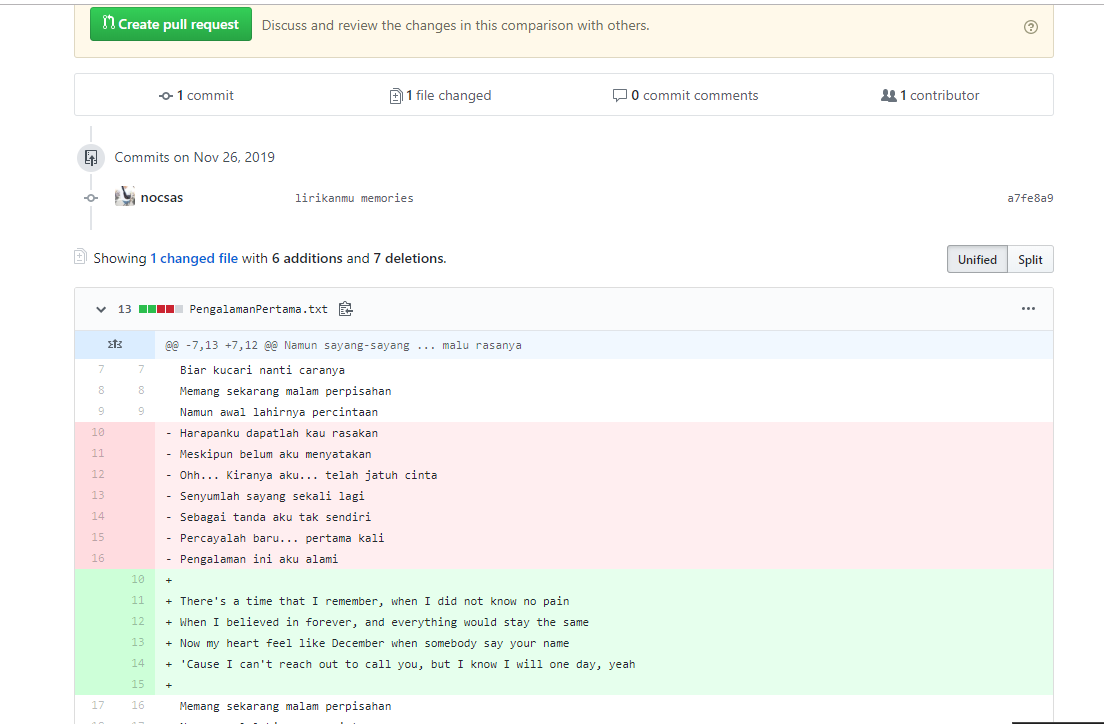 Create pull request Discuss and review the changes in this comparison with others.
1 commit 1 file changed 0 commit comments 1 contributor
Commits on Nov 26, 2019
nocsas lirikanmu memories a7fe8a9
Showing 1 changed file with 6 additions and 7 deletions. Unified Split
13 PengalamanPertama.txt
@@ -7,13 +7,12 @@ Namun sayang-sayang ... malu rasanya
7 7 Biar kucari nanti caranya
8 8 Memang sekarang malam perpisahan
9 9 Namun awal lahirnya percintaan
10 - Harapanku dapatlah kau rasakan
11 - Meskipun belum aku menyatakan
12 - Ohh... Kiranya aku... telah jatuh cinta
13 - Senyumlah sayang sekali lagi
14 - Sebagai tanda aku tak sendiri
15 - Percayalah baru... pertama kali
16 - Pengalaman ini aku alami
10 +
11 + There's a time that I remember, when I did not know no pain
12 + When I believed in forever, and everything would stay the same
13 + Now my heart feel like December when somebody say your name
14 + 'Cause I can't reach out to call you, but I know I will one day, yeah
15 +
17 16 Memang sekarang malam perpisahan